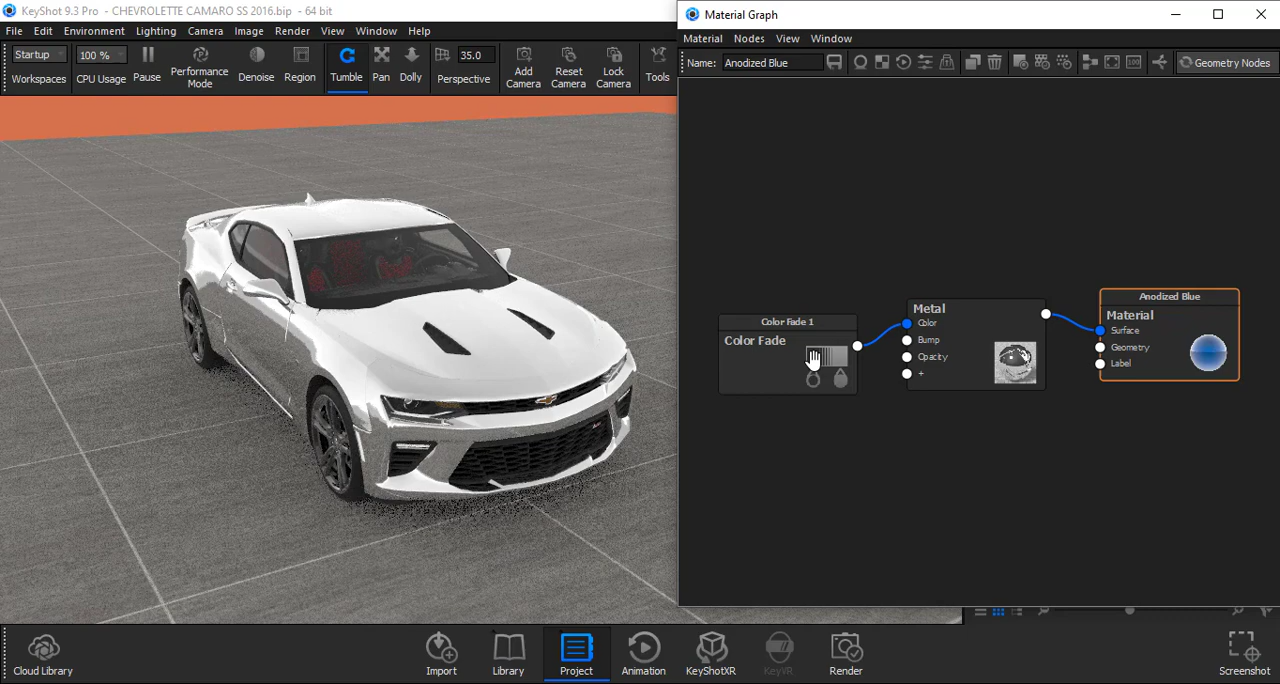 KeyShot 9.3 Pro - CHEVROLETTE CAMARO SS 2016.bip - 64 bit
File Edit Environment Lighting Camera Image Render View Window Help
Startup 100 % 35.0
Workspaces CPU Usage Pause Performance Mode Denoise Region Tumble Pan Dolly Perspective Add Camera Reset Camera Lock Camera Tools
Material Graph
Material Nodes View Window
Name: Anodized Blue Geometry Nodes
Color Fade 1
Color Fade
Metal
Color
Bump
Opacity
+
Anodized Blue
Material
Surface
Geometry
Label
Cloud Library Import Library Project Animation KeyShotXR KeyVR Render Screenshot